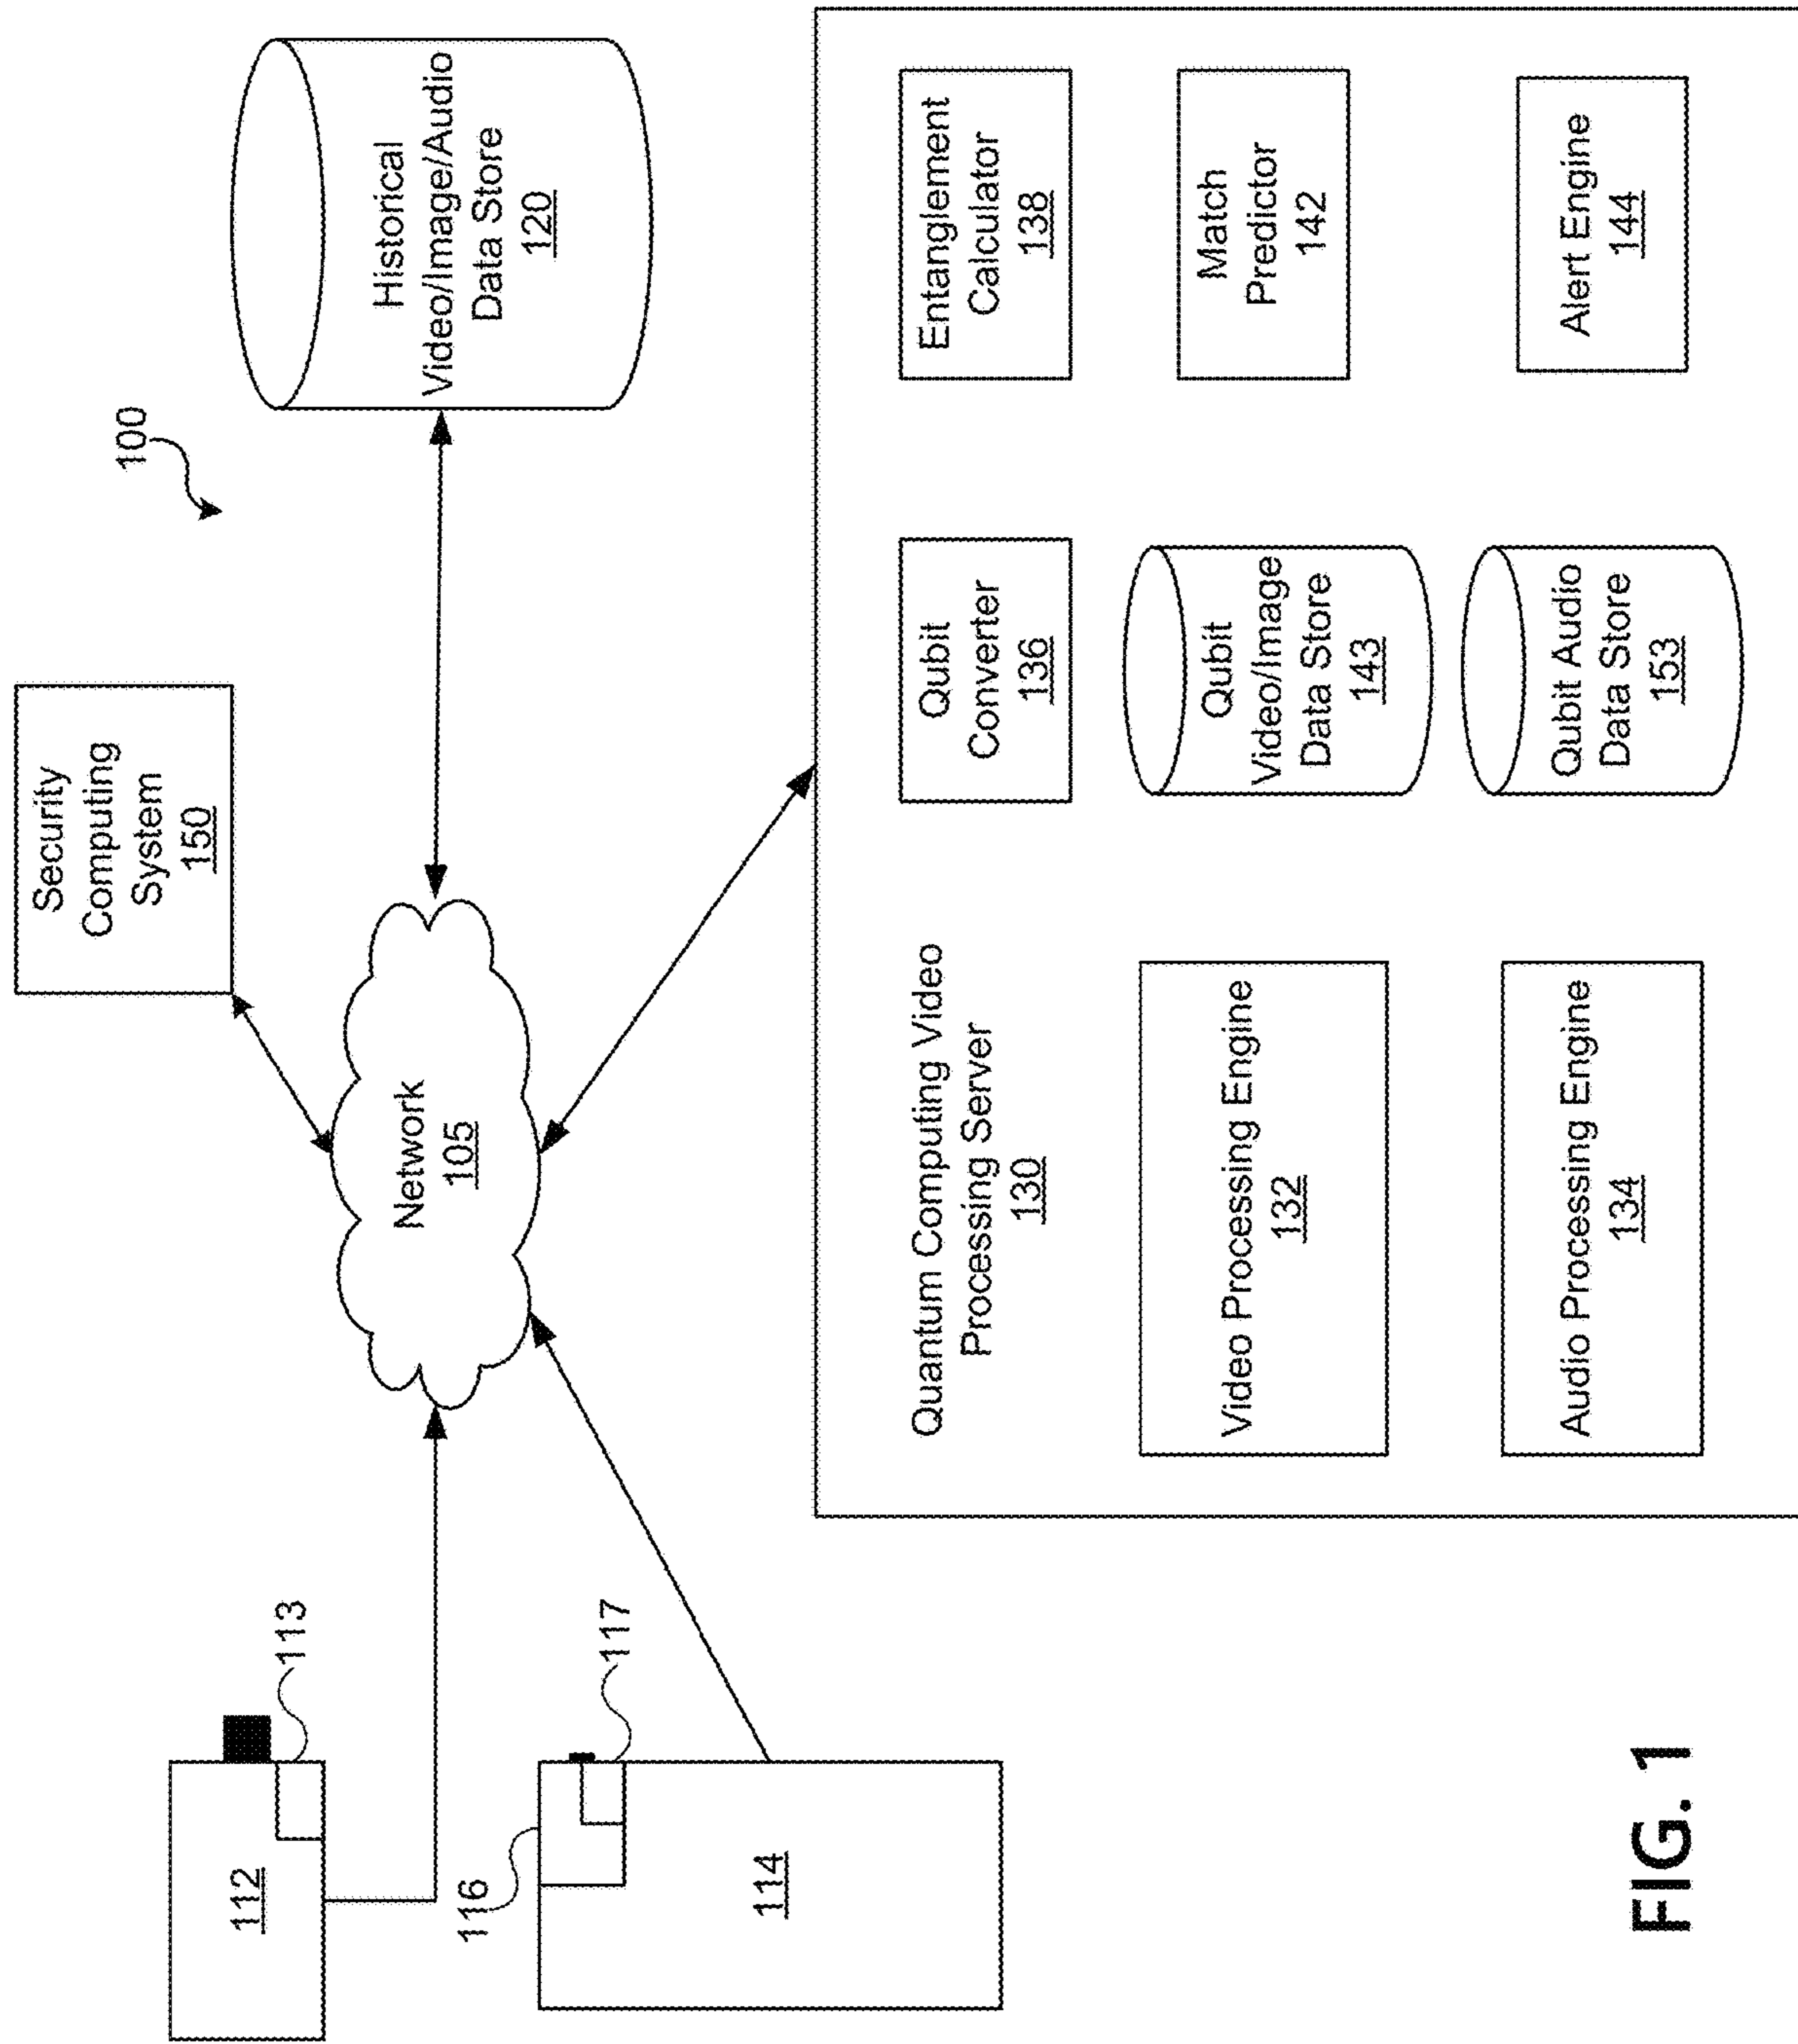 100
112
113
116
117
114
Security
Computing
System
150
Network
105
Historical
Video/Image/Audio
Data Store
120
Quantum Computing Video
Processing Server
130
Qubit
Converter
136
Entanglement
Calculator
138
Video Processing Engine
132
Qubit
Video/Image
Data Store
143
Match
Predictor
142
Audio Processing Engine
134
Qubit Audio
Data Store
153
Alert Engine
144
FIG. 1